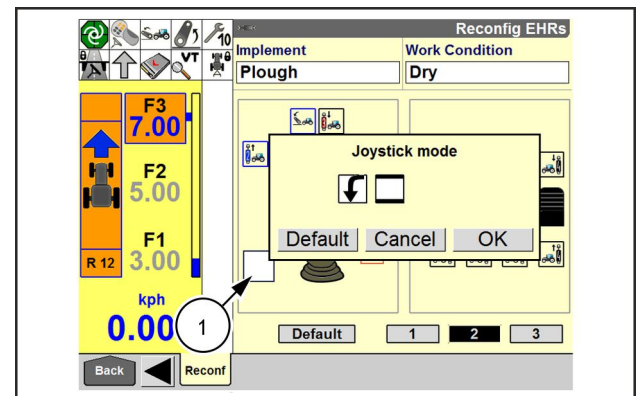 Reconfig EHRs
5
10
VT
Implement
Work Condition
Plough
Dry
F3
7.00
F2
5.00
F1
3.00
R 12
kph
0.00
Joystick mode
Default Cancel OK
1
Default 1 2 3
Back Reconf